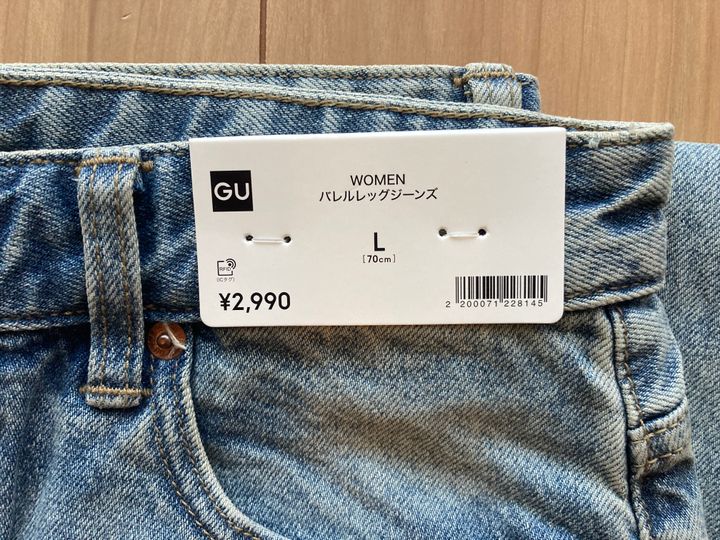 GU
WOMEN
バレルレッグジーンズ
L
[70cm]
RFID
(ICタグ)
¥2,990
2 200071 228145